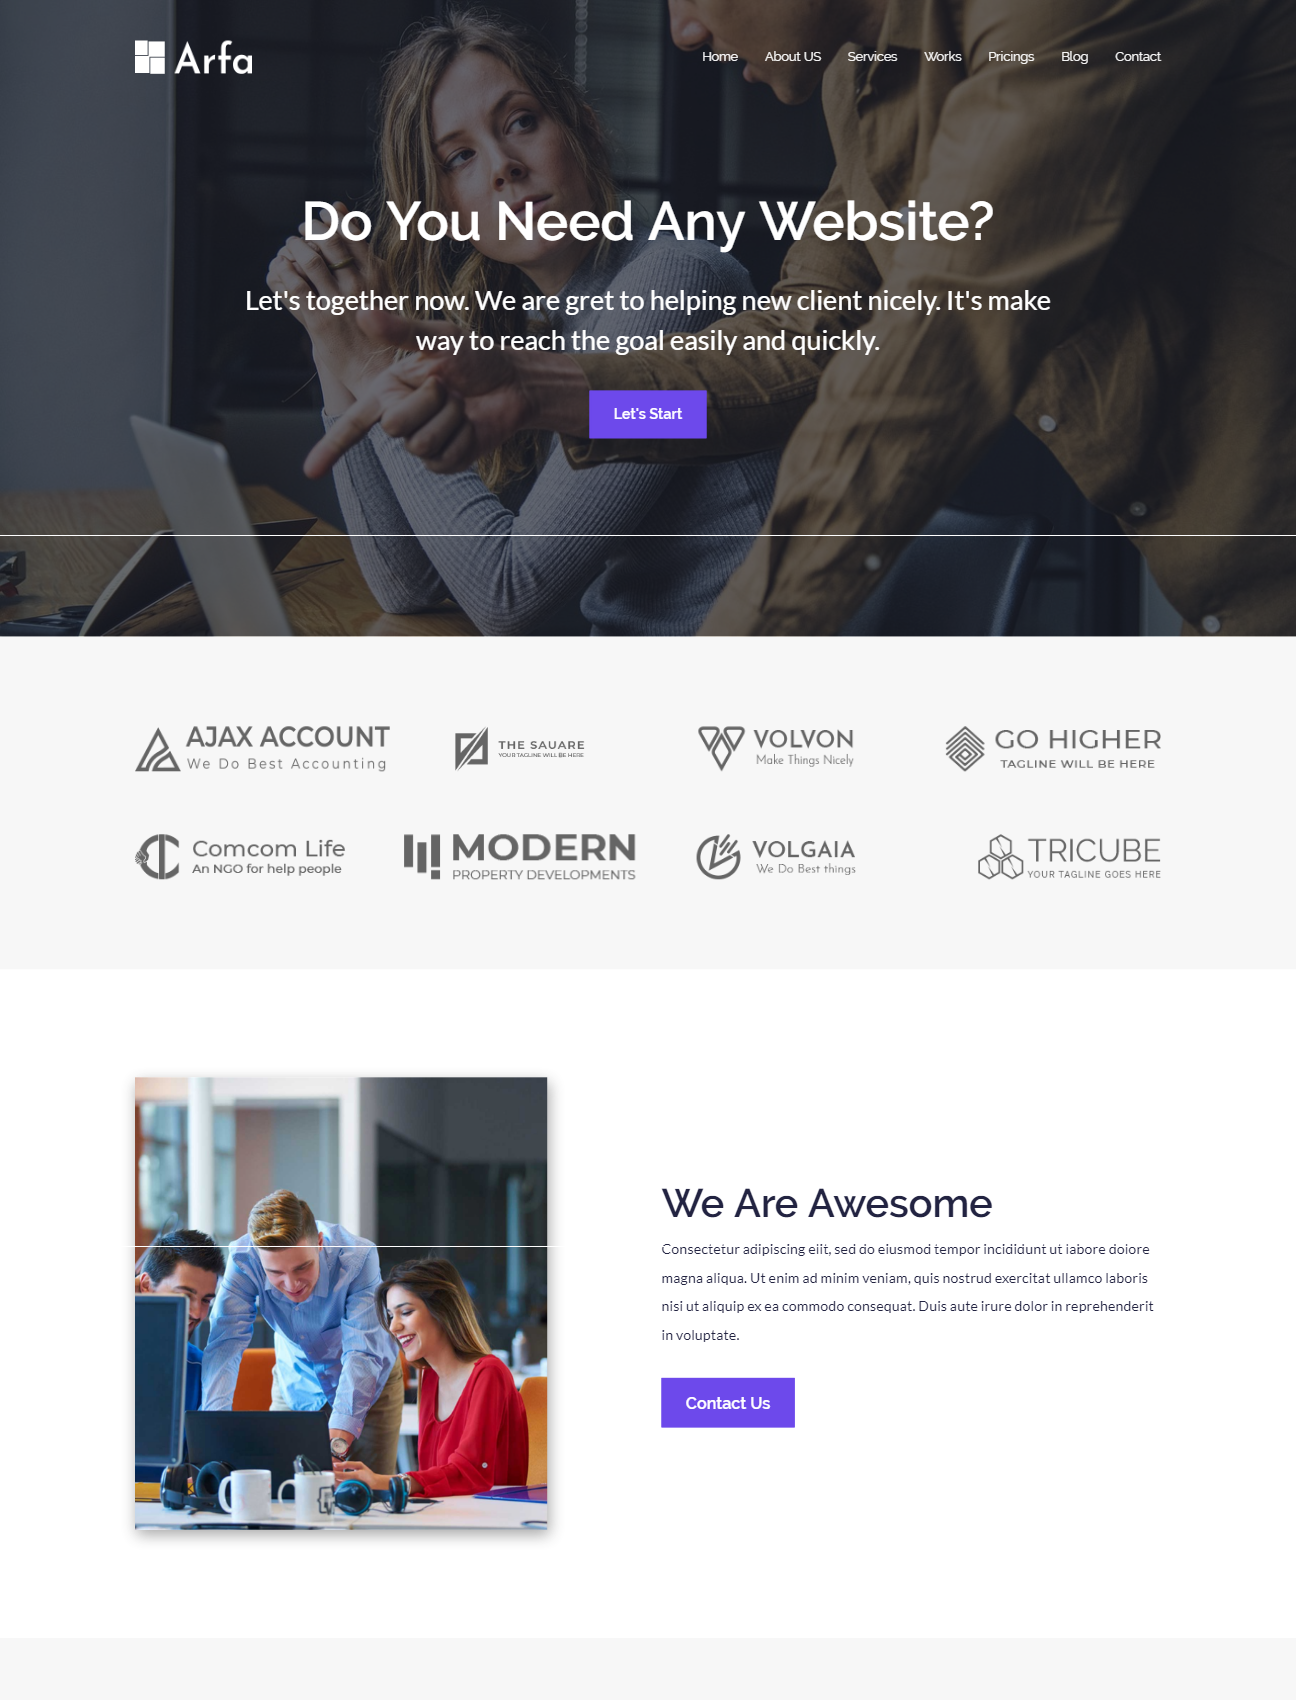 Arfa
Home About US Services Works Pricings Blog Contact
Do You Need Any Website?
Let's together now. We are gret to helping new client nicely. It's make
way to reach the goal easily and quickly.
Let's Start
AJAX ACCOUNT
We Do Best Accounting
THE SAUARE
YOUR TAGLINE WILL BE HERE
VOLVON
Make Things Nicely
GO HIGHER
TAGLINE WILL BE HERE
Comcom Life
An NGO for help people
MODERN
PROPERTY DEVELOPMENTS
VOLGAIA
We Do Best things
TRICUBE
YOUR TAGLINE GOES HERE
We Are Awesome
Consectetur adipiscing eiit, sed do eiusmod tempor incididunt ut iabore doiore
magna aliqua. Ut enim ad minim veniam, quis nostrud exercitat ullamco laboris
nisi ut aliquip ex ea commodo consequat. Duis aute irure dolor in reprehenderit
in voluptate.
Contact Us